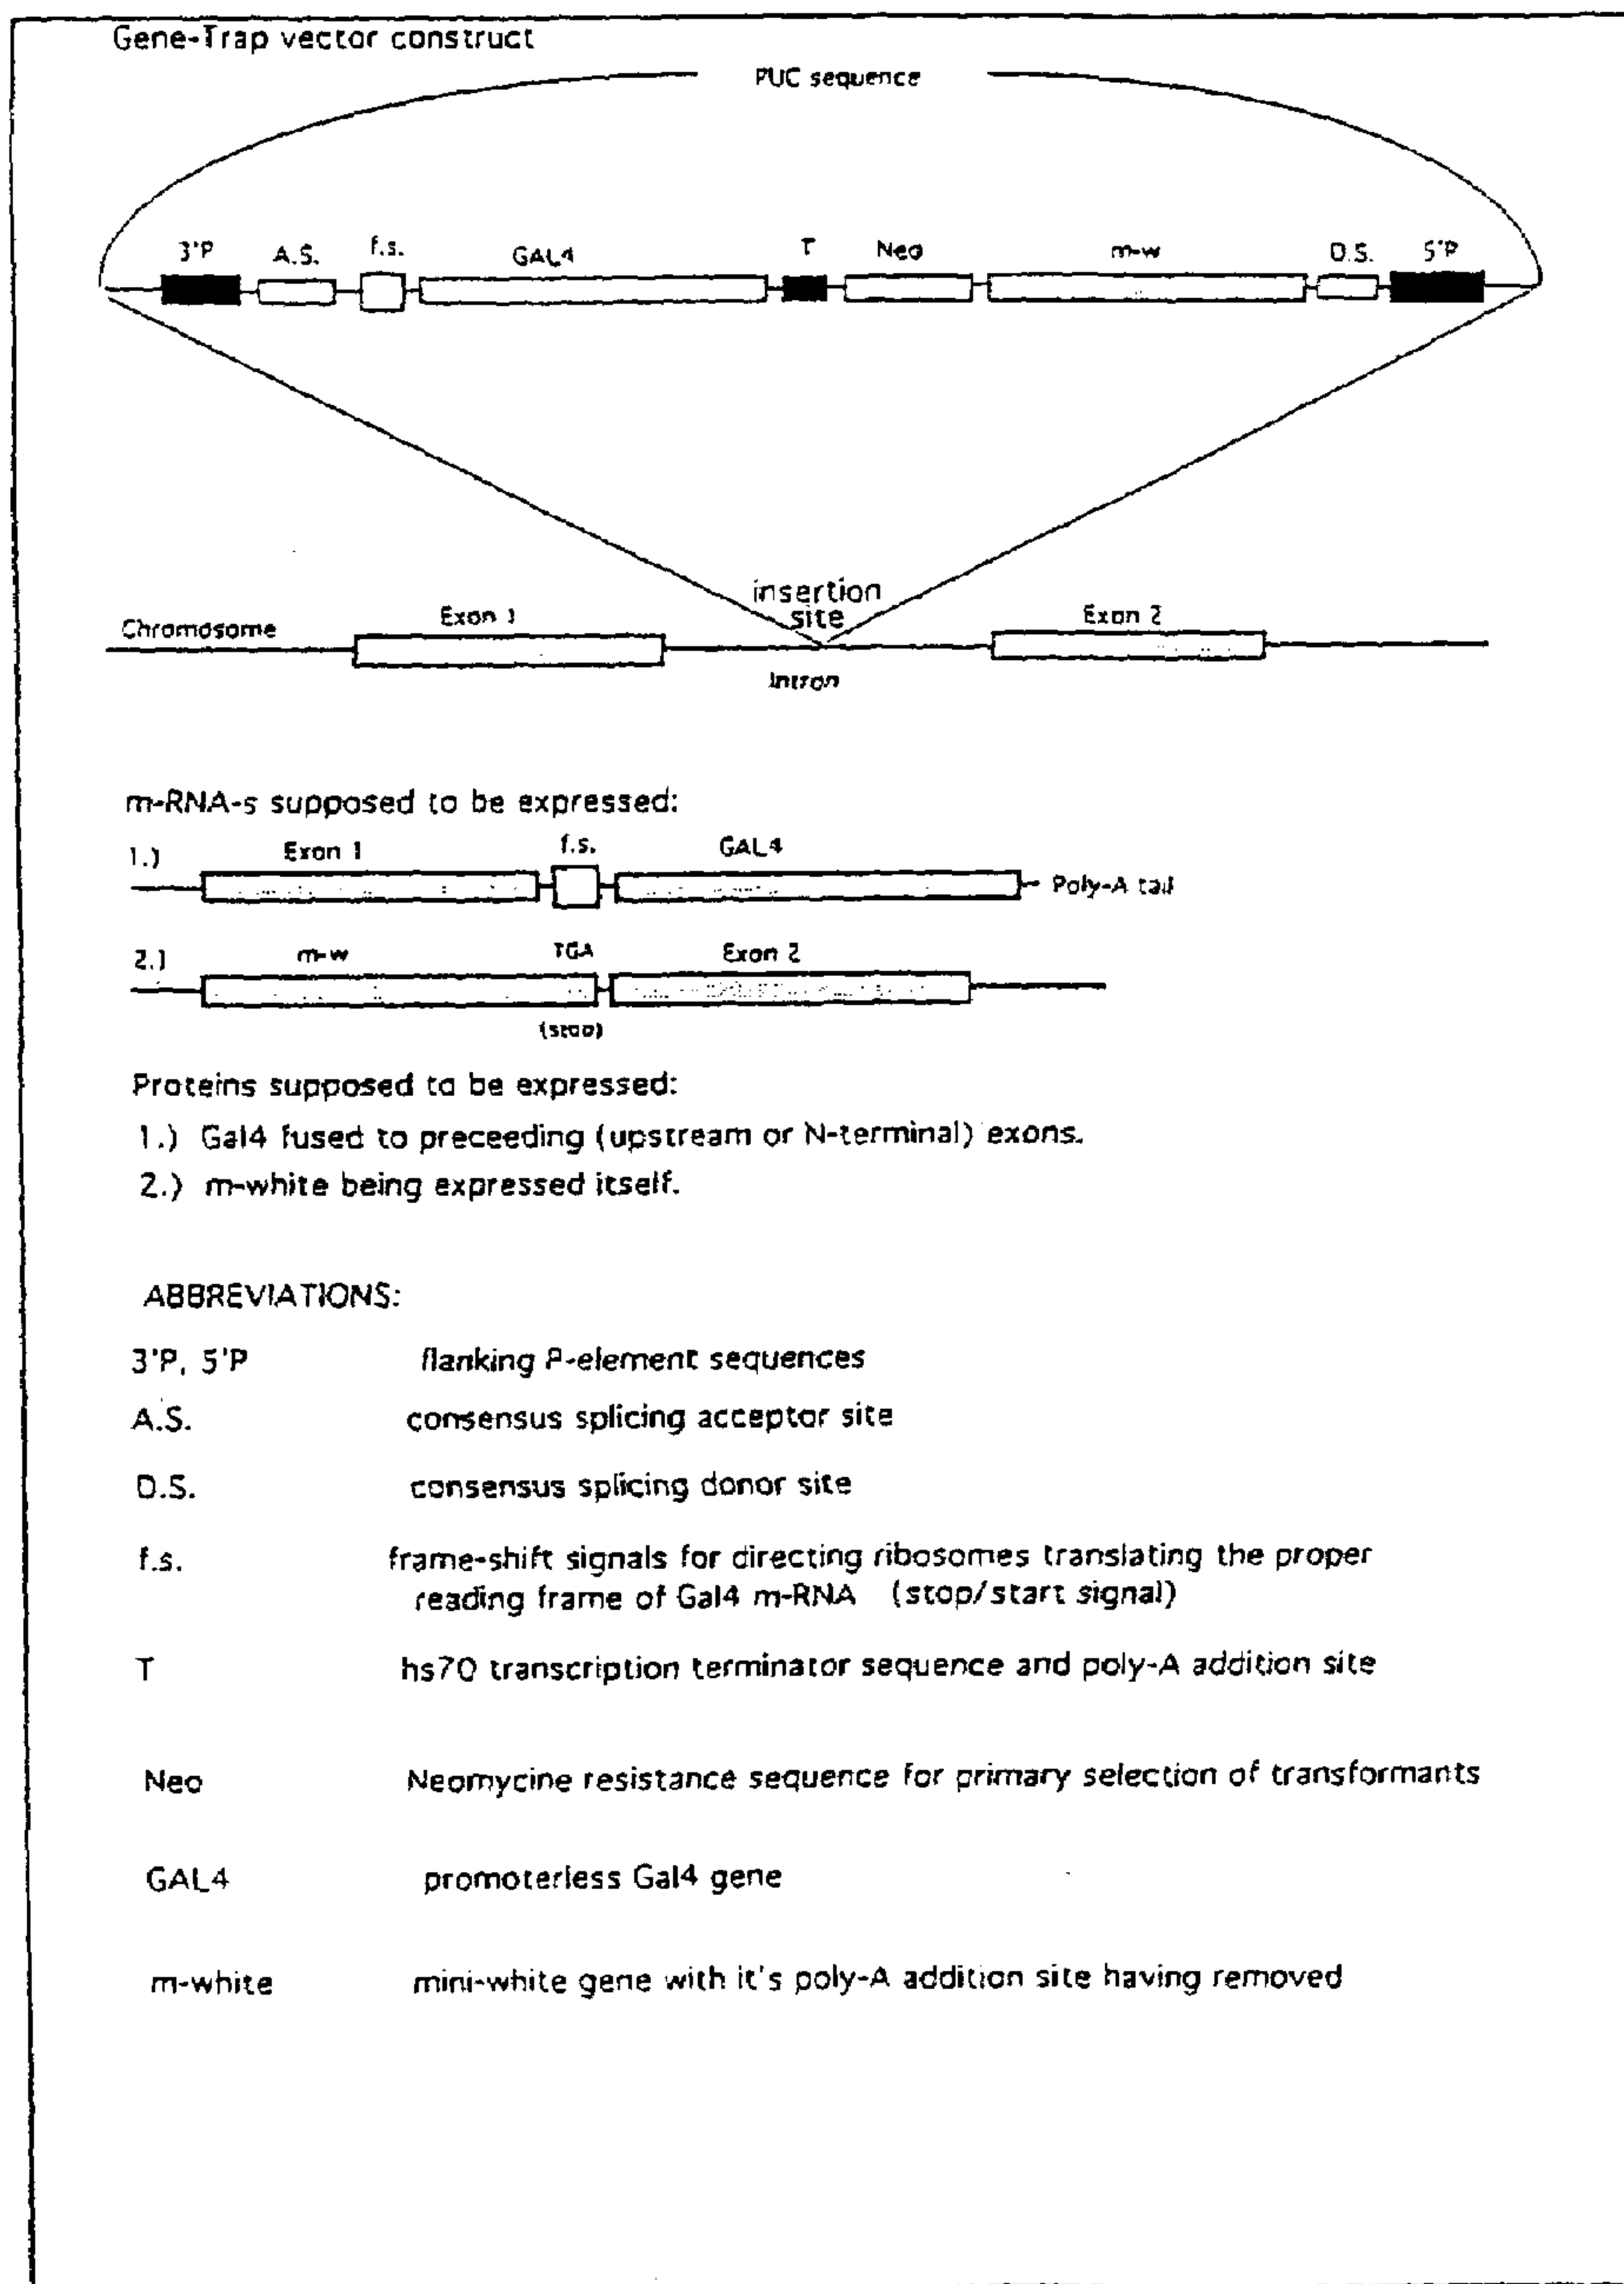 Gene-Trap vector construct
PUC sequence
3'P A.S. f.s. GAL4 T Neo m-w D.S. 5'P
insertion
site
Chromosome Exon 1 Exon 2
Intron
m-RNA-s supposed to be expressed:
1.) Exon 1 f.s. GAL4
Poly-A tail
2.) m-w TGA Exon 2
(stop)
Proteins supposed to be expressed:
1.) Gal4 fused to preceeding (upstream or N-terminal) exons.
2.) m-white being expressed itself.
ABBREVIATIONS:
3'P, 5'P flanking P-element sequences
A.S. consensus splicing acceptor site
D.S. consensus splicing donor site
f.s. frame-shift signals for directing ribosomes translating the proper
reading frame of Gal4 m-RNA (stop/start signal)
T hs70 transcription terminator sequence and poly-A addition site
Neo Neomycine resistance sequence for primary selection of transformants
GAL4 promoterless Gal4 gene
m-white mini-white gene with it's poly-A addition site having removed